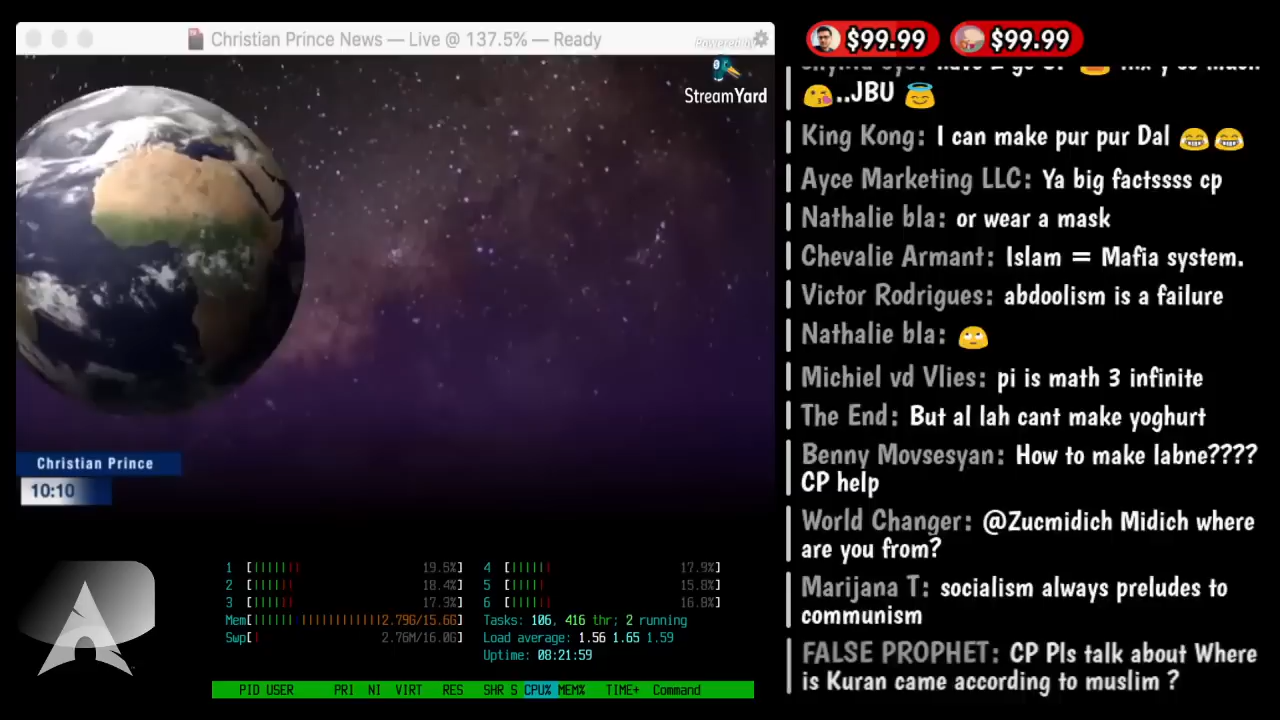 Christian Prince News — Live @ 137.5% — Ready
Powered by
StreamYard
Christian Prince
10:10
1 [ 19.5%]
2 [ 18.4%]
3 [ 17.3%]
Mem[ 2.79G/15.6G]
Swp[ 2.76M/16.0G]
4 [ 17.9%]
5 [ 15.8%]
6 [ 16.8%]
Tasks: 106, 416 thr; 2 running
Load average: 1.56 1.65 1.59
Uptime: 08:21:59
PID USER PRI NI VIRT RES SHR S CPU% MEM% TIME+ Command
$99.99 $99.99
😘..JBU 😇
King Kong: I can make pur pur Dal 😂 😂
Ayce Marketing LLC: Ya big factssss cp
Nathalie bla: or wear a mask
Chevalie Armant: Islam = Mafia system.
Victor Rodrigues: abdoolism is a failure
Nathalie bla: 🙄
Michiel vd Vlies: pi is math 3 infinite
The End: But al lah cant make yoghurt
Benny Movsesyan: How to make labne????
CP help
World Changer: @Zucmidich Midich where
are you from?
Marijana T: socialism always preludes to
communism
FALSE PROPHET: CP Pls talk about Where
is Kuran came according to muslim ?